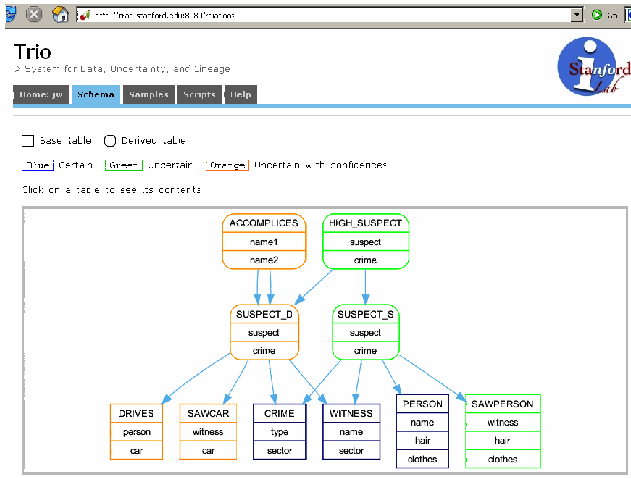 Trio
System for Data, Uncertainty, and Lineage
Stanford
i
Lab
Home: jw Schema Samples Scripts Help
Base table Derived table
Blue Certain Green Uncertain Orange Uncertain with confidences
Click on a table to see its contents
ACCOMPLICES HIGH_SUSPECT
name1 suspect
name2 crime
SUSPECT_D SUSPECT_S
suspect suspect
crime crime
DRIVES SAWCAR CRIME WITNESS PERSON SAWPERSON
person witness type name name witness
car car sector sector hair hair
clothes clothes